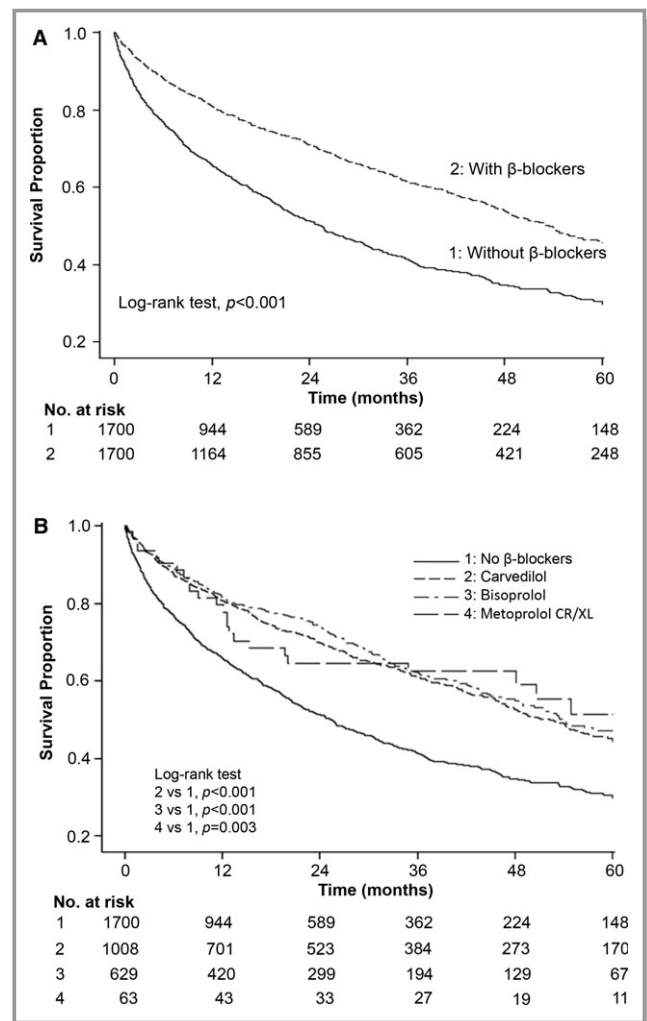 A
1.0
0.8
0.6
0.4
0.2
Survival Proportion
2: With β-blockers
1: Without β-blockers
Log-rank test, p<0.001
0 12 24 36 48 60
Time (months)
No. at risk
1 1700 944 589 362 224 148
2 1700 1164 855 605 421 248
B
1.0
0.8
0.6
0.4
0.2
Survival Proportion
1: No β-blockers
2: Carvedilol
3: Bisoprolol
4: Metoprolol CR/XL
Log-rank test
2 vs 1, p<0.001
3 vs 1, p<0.001
4 vs 1, p=0.003
0 12 24 36 48 60
Time (months)
No. at risk
1 1700 944 589 362 224 148
2 1008 701 523 384 273 170
3 629 420 299 194 129 67
4 63 43 33 27 19 11